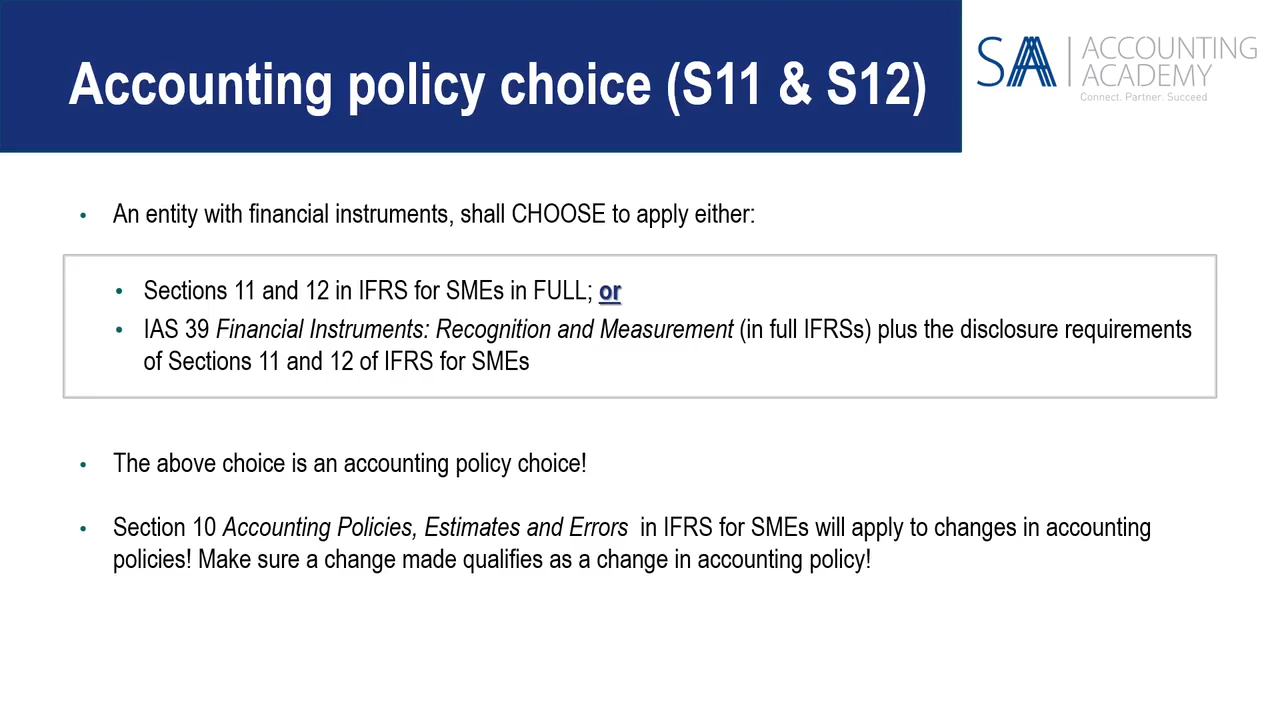 Accounting policy choice (S11 & S12)
SAA | ACCOUNTING
ACADEMY
Connect. Partner. Succeed
• An entity with financial instruments, shall CHOOSE to apply either:
• Sections 11 and 12 in IFRS for SMEs in FULL; or
• IAS 39 Financial Instruments: Recognition and Measurement (in full IFRSs) plus the disclosure requirements
of Sections 11 and 12 of IFRS for SMEs
• The above choice is an accounting policy choice!
• Section 10 Accounting Policies, Estimates and Errors in IFRS for SMEs will apply to changes in accounting
policies! Make sure a change made qualifies as a change in accounting policy!